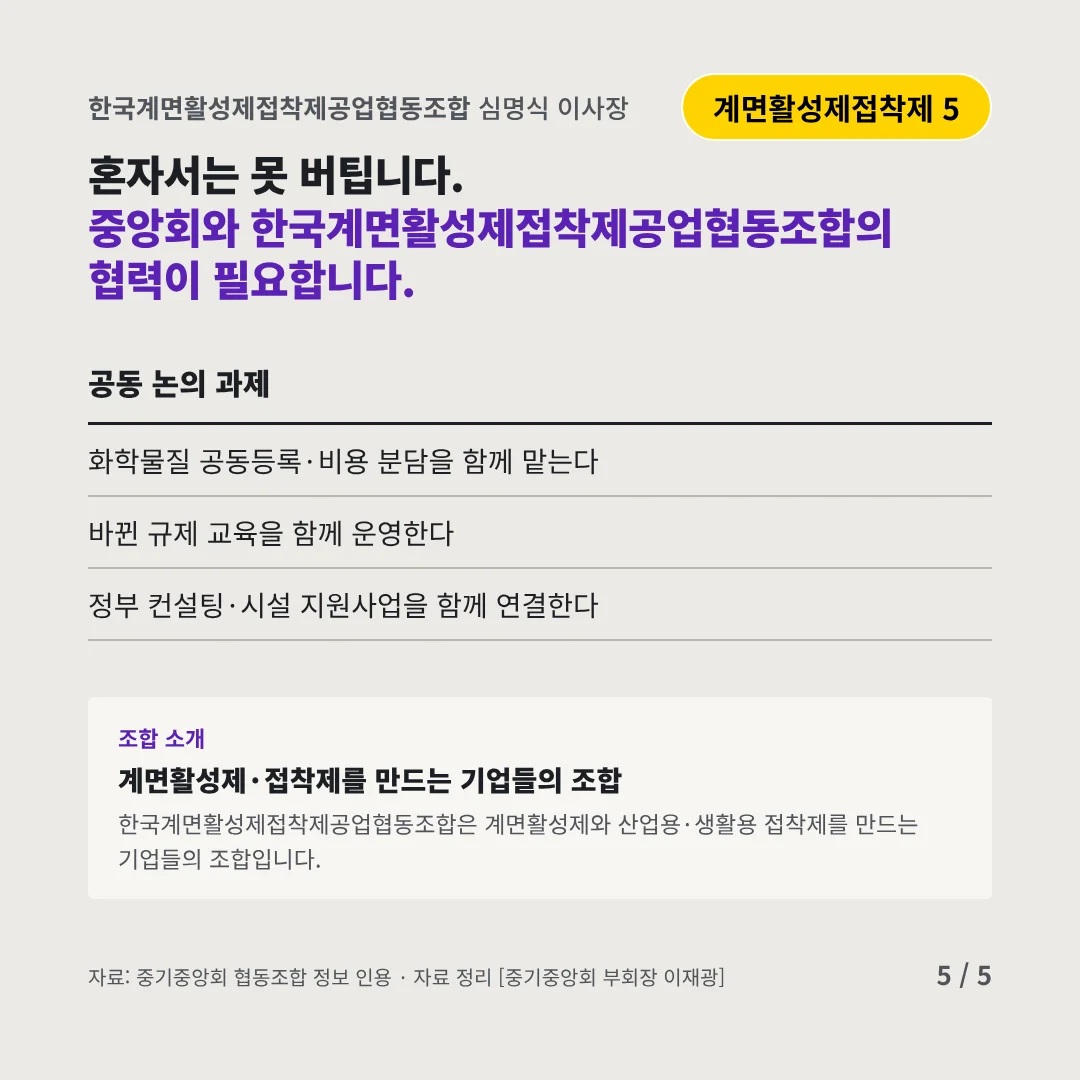 한국계면활성제접착제공업협동조합 심명식 이사장
계면활성제접착제 5
혼자서는 못 버팁니다.
중앙회와 한국계면활성제접착제공업협동조합의
협력이 필요합니다.
공동 논의 과제
화학물질 공동등록·비용 분담을 함께 맡는다
바뀐 규제 교육을 함께 운영한다
정부 컨설팅·시설 지원사업을 함께 연결한다
조합 소개
계면활성제·접착제를 만드는 기업들의 조합
한국계면활성제접착제공업협동조합은 계면활성제와 산업용·생활용 접착제를 만드는
기업들의 조합입니다.
자료: 중기중앙회 협동조합 정보 인용 · 자료 정리 [중기중앙회 부회장 이재광]
5 / 5